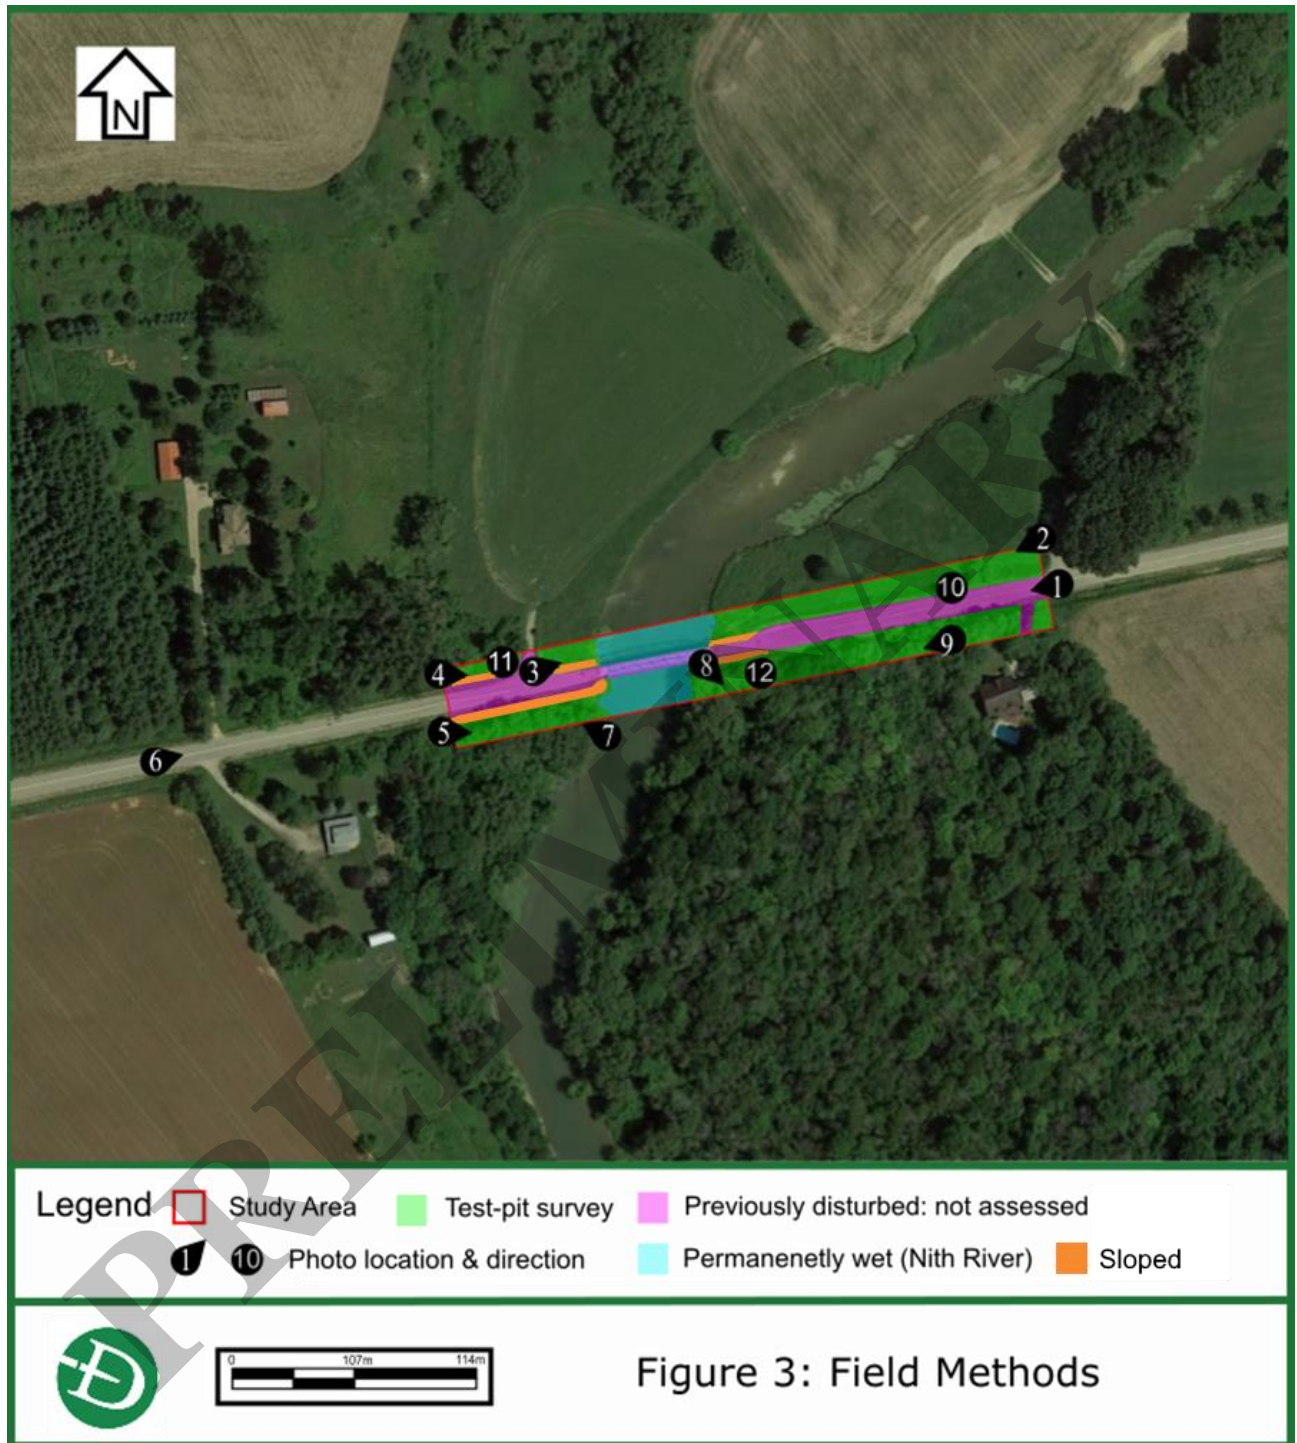 N
2
10
1
9
11
4
3
8
12
5
7
6
PRELIMINARY
Legend Study Area Test-pit survey Previously disturbed: not assessed
1 10 Photo location & direction Permanenetly wet (Nith River) Sloped
D
0 107m 114m
Figure 3: Field Methods